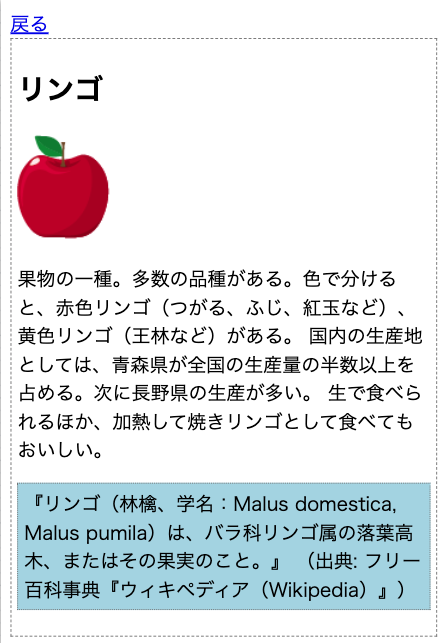 戻る
リンゴ
果物の一種。多数の品種がある。色で分ける
と、赤色リンゴ（つがる、ふじ、紅玉など）、
黄色リンゴ（王林など）がある。 国内の生産地
としては、青森県が全国の生産量の半数以上を
占める。次に長野県の生産が多い。 生で食べら
れるほか、加熱して焼きリンゴとして食べても
おいしい。
『リンゴ（林檎、学名：Malus domestica,
Malus pumila）は、バラ科リンゴ属の落葉高
木、またはその果実のこと。』 （出典: フリー
百科事典『ウィキペディア（Wikipedia）』）